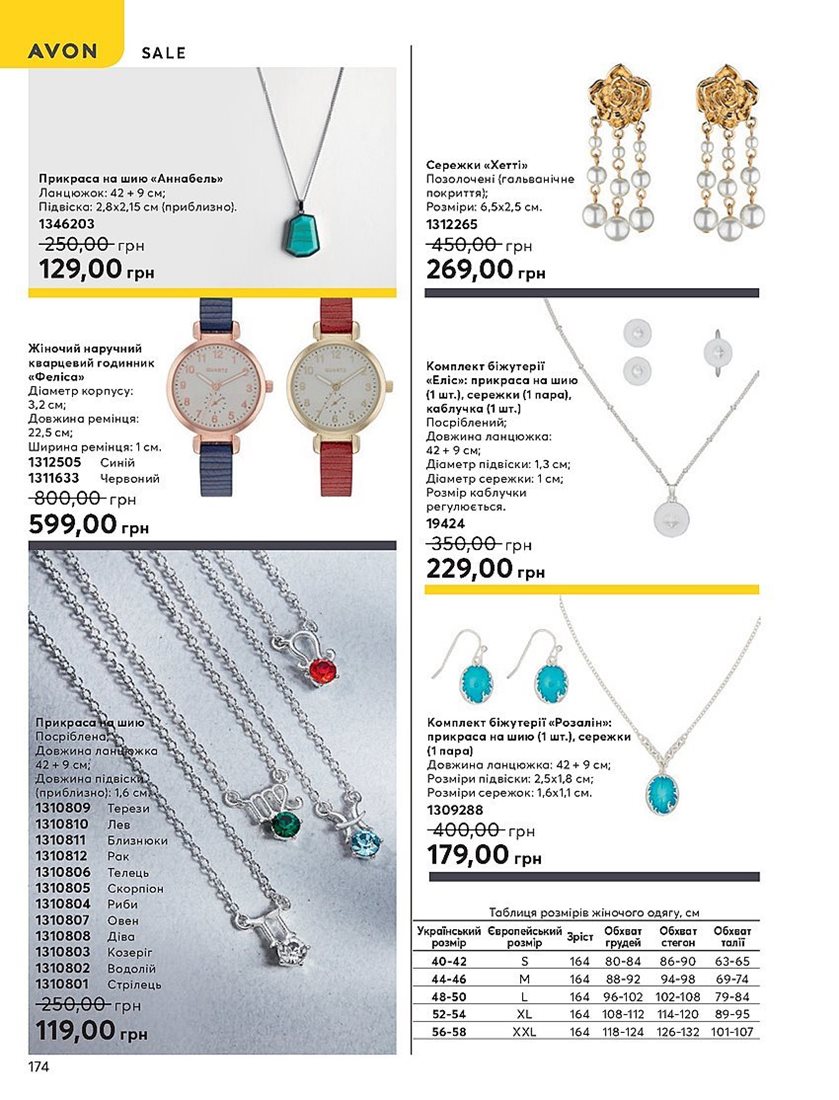 AVON
SALE
Прикраса на шию «Аннабель»
Ланцюжок: 42 + 9 см;
Підвіска: 2,8x2,15 см (приблизно).
1346203
250,00 грн
129,00 грн
Жіночий наручний
кварцевий годинник
«Феліса»
Діаметр корпусу:
3,2 см;
Довжина ремінця:
22,5 см;
Ширина ремінця: 1 см.
1312505 Синій
1311633 Червоний
800,00 грн
599,00 грн
QUARTZ
QUARTZ
Прикраса на шию
Посріблена;
Довжина ланцюжка
42 + 9 см;
Довжина підвіски
(приблизно): 1,6 см.
1310809 Терези
1310810 Лев
1310811 Близнюки
1310812 Рак
1310806 Телець
1310805 Скорпіон
1310804 Риби
1310807 Овен
1310808 Діва
1310803 Козеріг
1310802 Водолій
1310801 Стрілець
250,00 грн
119,00 грн
Сережки «Хетті»
Позолочені (гальванічне
покриття);
Розміри: 6,5x2,5 см.
1312265
450,00 грн
269,00 грн
Комплект біжутерії
«Еліс»: прикраса на шию
(1 шт.), сережки (1 пара),
каблучка (1 шт.)
Посріблений;
Довжина ланцюжка:
42 + 9 см;
Діаметр підвіски: 1,3 см;
Діаметр сережки: 1 см;
Розмір каблучки
регулюється.
19424
350,00 грн
229,00 грн
Комплект біжутерії «Розалін»:
прикраса на шию (1 шт.), сережки
(1 пара)
Довжина ланцюжка: 42 + 9 см;
Розміри підвіски: 2,5x1,8 см;
Розміри сережок: 1,6x1,1 см.
1309288
400,00 грн
179,00 грн
Таблиця розмірів жіночого одягу, см
Український розмір Європейський розмір Зріст Обхват грудей Обхват стегон Обхват талії
40-42 S 164 80-84 86-90 63-65
44-46 M 164 88-92 94-98 69-74
48-50 L 164 96-102 102-108 79-84
52-54 XL 164 108-112 114-120 89-95
56-58 XXL 164 118-124 126-132 101-107
174